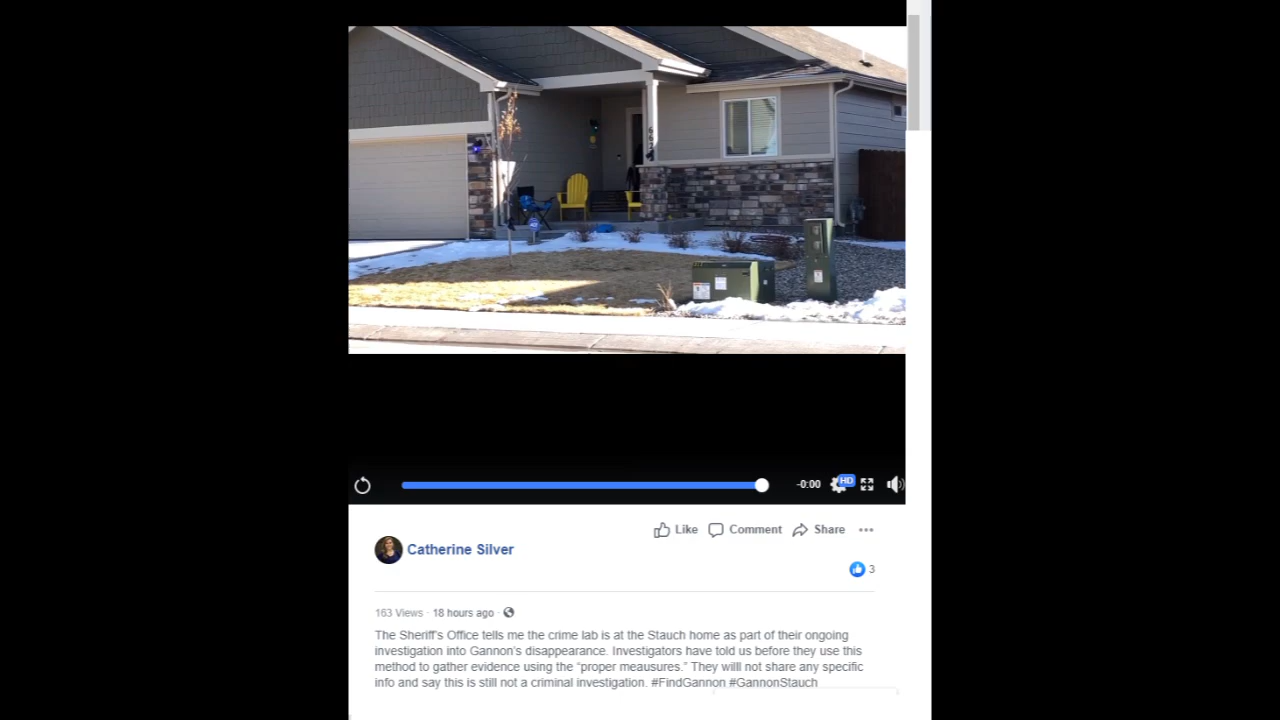 -0:00
HD
Like Comment Share
Catherine Silver
3
163 Views · 18 hours ago ·
The Sheriff's Office tells me the crime lab is at the Stauch home as part of their ongoing
investigation into Gannon's disappearance. Investigators have told us before they use this
method to gather evidence using the "proper meausures." They willl not share any specific
info and say this is still not a criminal investigation. #FindGannon #GannonStauch